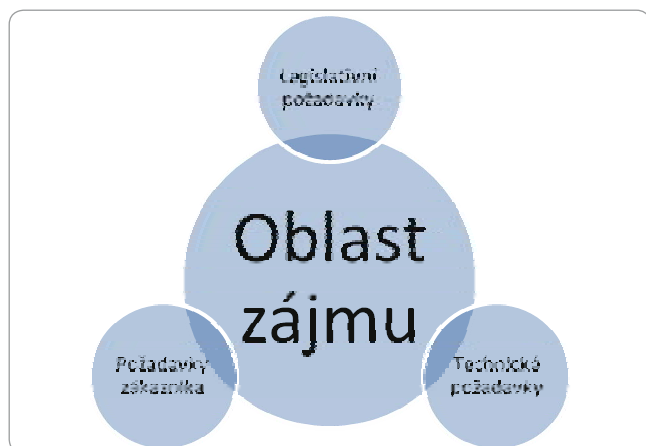 Legislativní
požadavky
Oblast
zájmu
Požadavky
zákazníka
Technické
požadavky